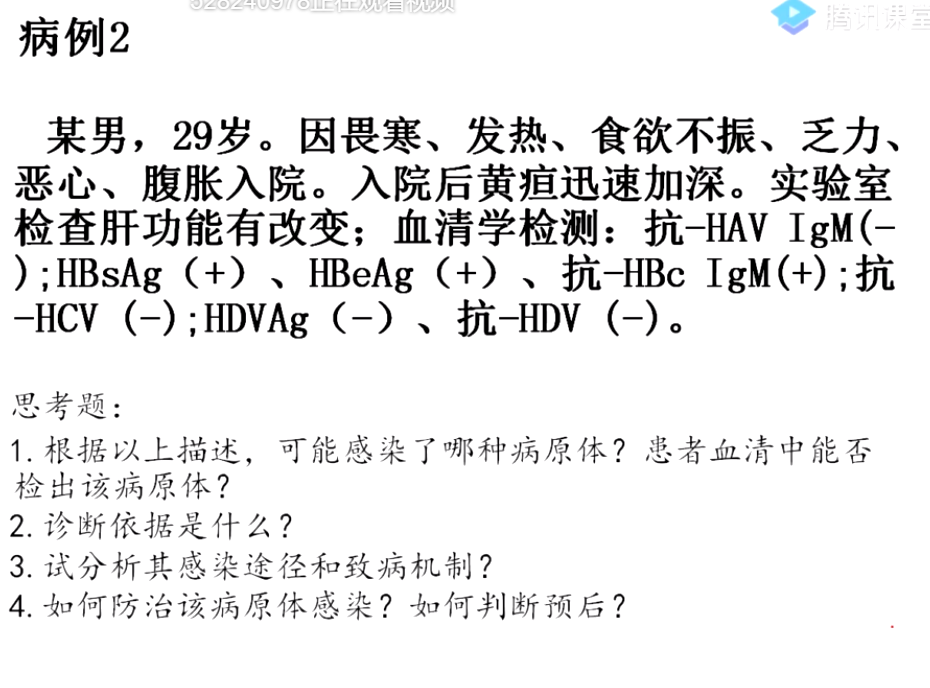 正在观看视频
腾讯课堂
病例2
某男，29岁。因畏寒、发热、食欲不振、乏力、
恶心、腹胀入院。入院后黄疸迅速加深。实验室
检查肝功能有改变；血清学检测：抗-HAV IgM(-
);HBsAg（+）、HBeAg（+）、抗-HBc IgM(+);抗
-HCV (-);HDVAg（-）、抗-HDV (-)。
思考题：
1. 根据以上描述，可能感染了哪种病原体？患者血清中能否
检出该病原体？
2. 诊断依据是什么？
3. 试分析其感染途径和致病机制？
4. 如何防治该病原体感染？如何判断预后？